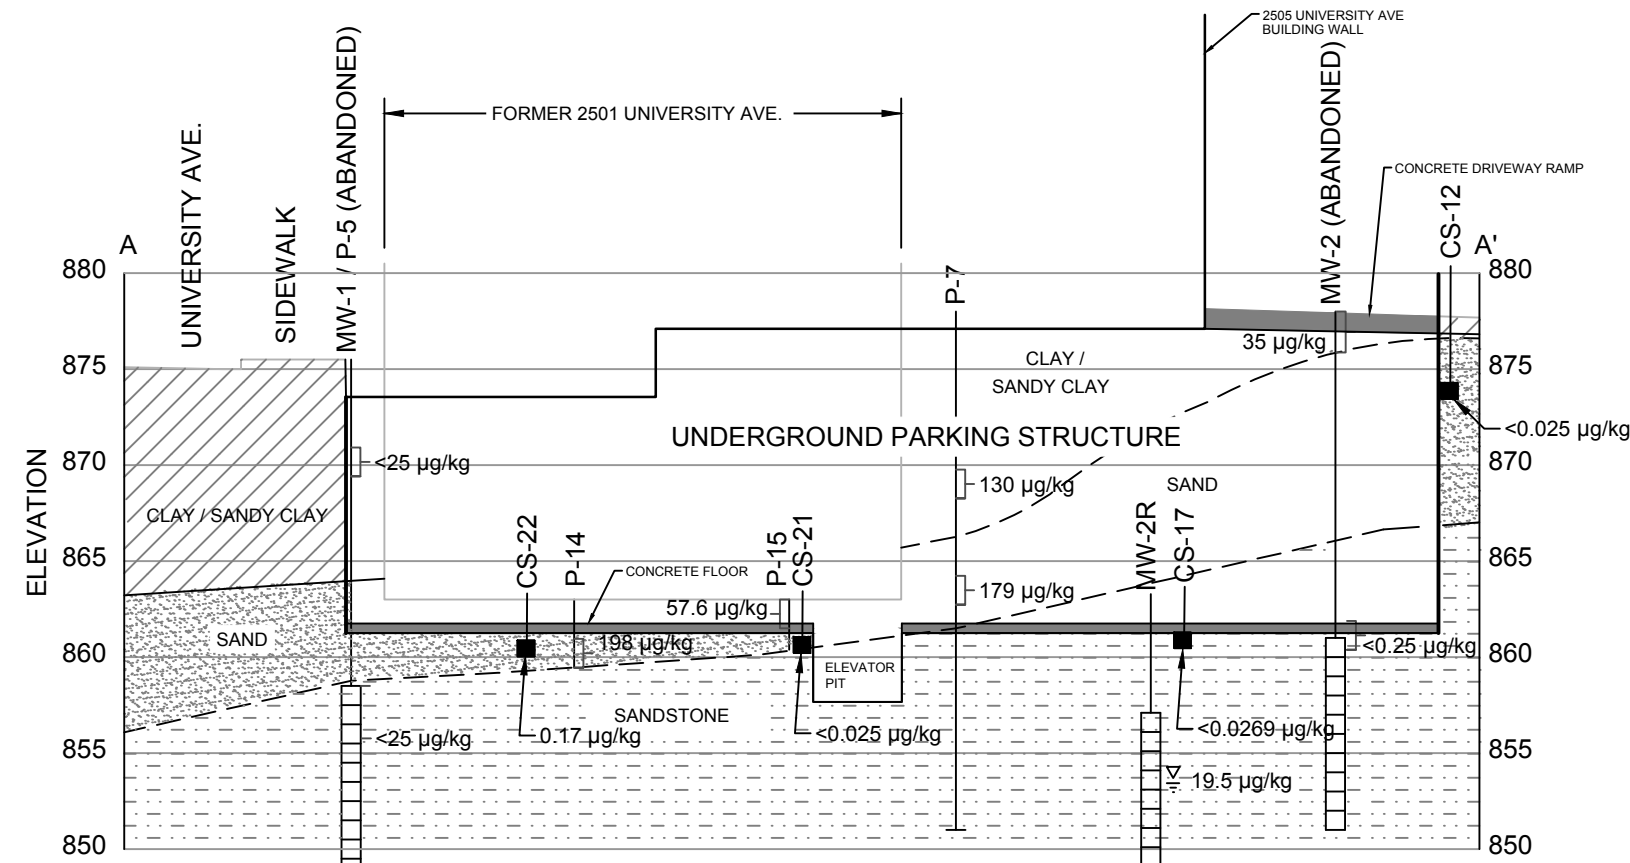 2505 UNIVERSITY AVE
BUILDING WALL
FORMER 2501 UNIVERSITY AVE.
UNIVERSITY AVE.
SIDEWALK
MW-1 / P-5 (ABANDONED)
MW-2 (ABANDONED)
CONCRETE DRIVEWAY RAMP
CS-12
A
A'
880
880
P-7
35 µg/kg
CLAY /
SANDY CLAY
875
875
<0.025 µg/kg
UNDERGROUND PARKING STRUCTURE
ELEVATION
870
<25 µg/kg
870
130 µg/kg
SAND
CLAY / SANDY CLAY
CS-22
P-14
P-15
CS-21
MW-2R
CS-17
865
865
CONCRETE FLOOR
179 µg/kg
57.6 µg/kg
SAND
198 µg/kg
<0.25 µg/kg
860
860
ELEVATOR
PIT
SANDSTONE
<25 µg/kg
0.17 µg/kg
<0.025 µg/kg
<0.0269 µg/kg
855
855
19.5 µg/kg
850
850